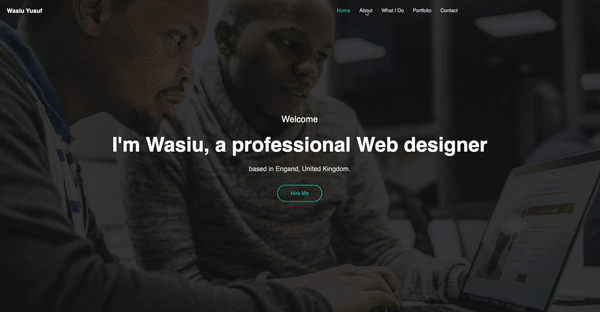 Wasiu Yusuf
Home About What I Do Portfolio Contact
Welcome
I'm Wasiu, a professional Web designer
based in Engand, United Kingdom.
Hire Me